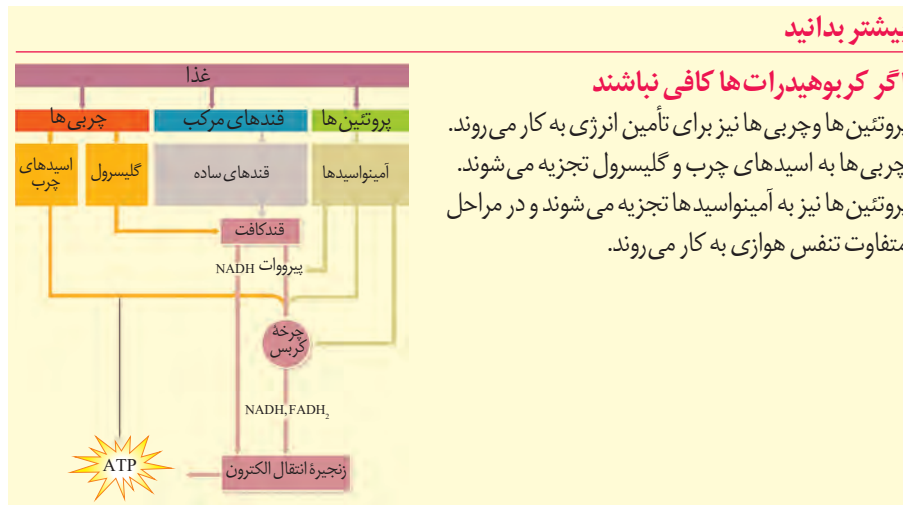 بیشتر بدانید
اگر کربوهیدرات‌ها کافی نباشند
پروتئین‌ها وچربی‌ها نیز برای تأمین انرژی به کار می‌روند.
چربی‌ها به اسیدهای چرب و گلیسرول تجزیه می‌شوند.
پروتئین‌ها نیز به آمینواسیدها تجزیه می‌شوند و در مراحل
متفاوت تنفس هوازی به کار می‌روند.
غذا
پروتئین‌ها
قندهای مرکب
چربی‌ها
آمینواسیدها
قندهای ساده
گلیسرول
اسیدهای
چرب
قندکافت
پیرووات NADH
چرخهٔ
کربس
NADH, FADH₂
زنجیرهٔ انتقال الکترون
ATP